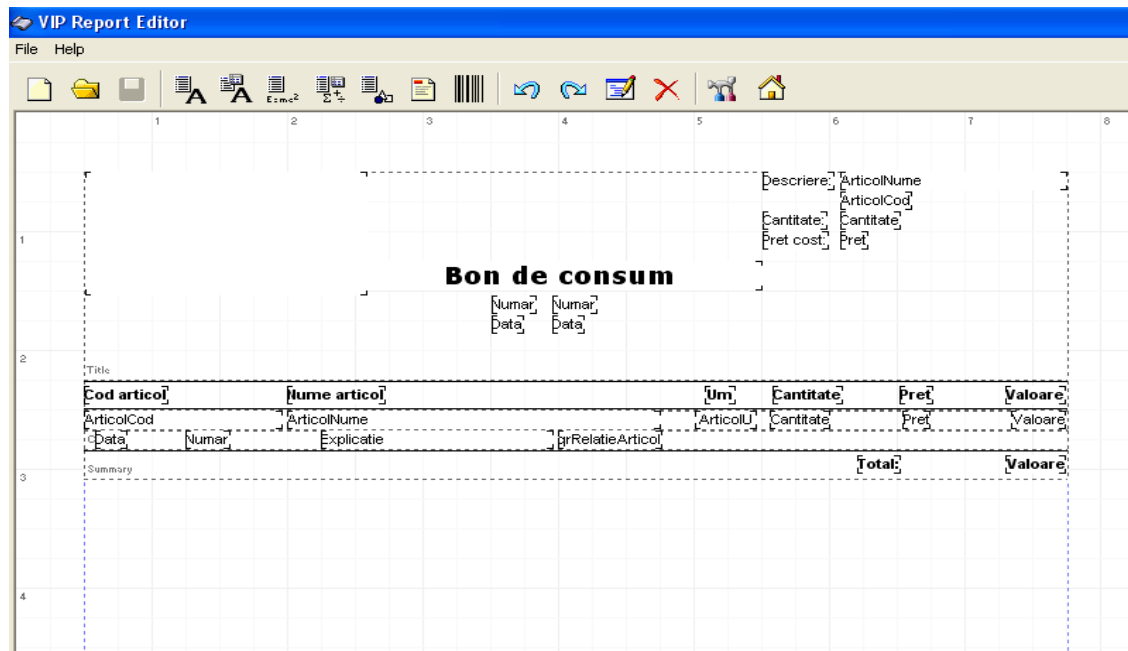 VIP Report Editor
File Help
A A E=mc² Σ+÷
1 2 3 4 5 6 7 8
Descriere: ArticolNume
ArticolCod
Cantitate: Cantitate
1 Pret cost: Pret
Bon de consum
Numar Numar
Data Data
2
Title
Cod articol Nume articol Um Cantitate Pret Valoare
ArticolCod ArticolNume ArticolU Cantitate Pret Valoare
Data Numar Explicatie grRelatieArticol
Summary Total: Valoare
3
4